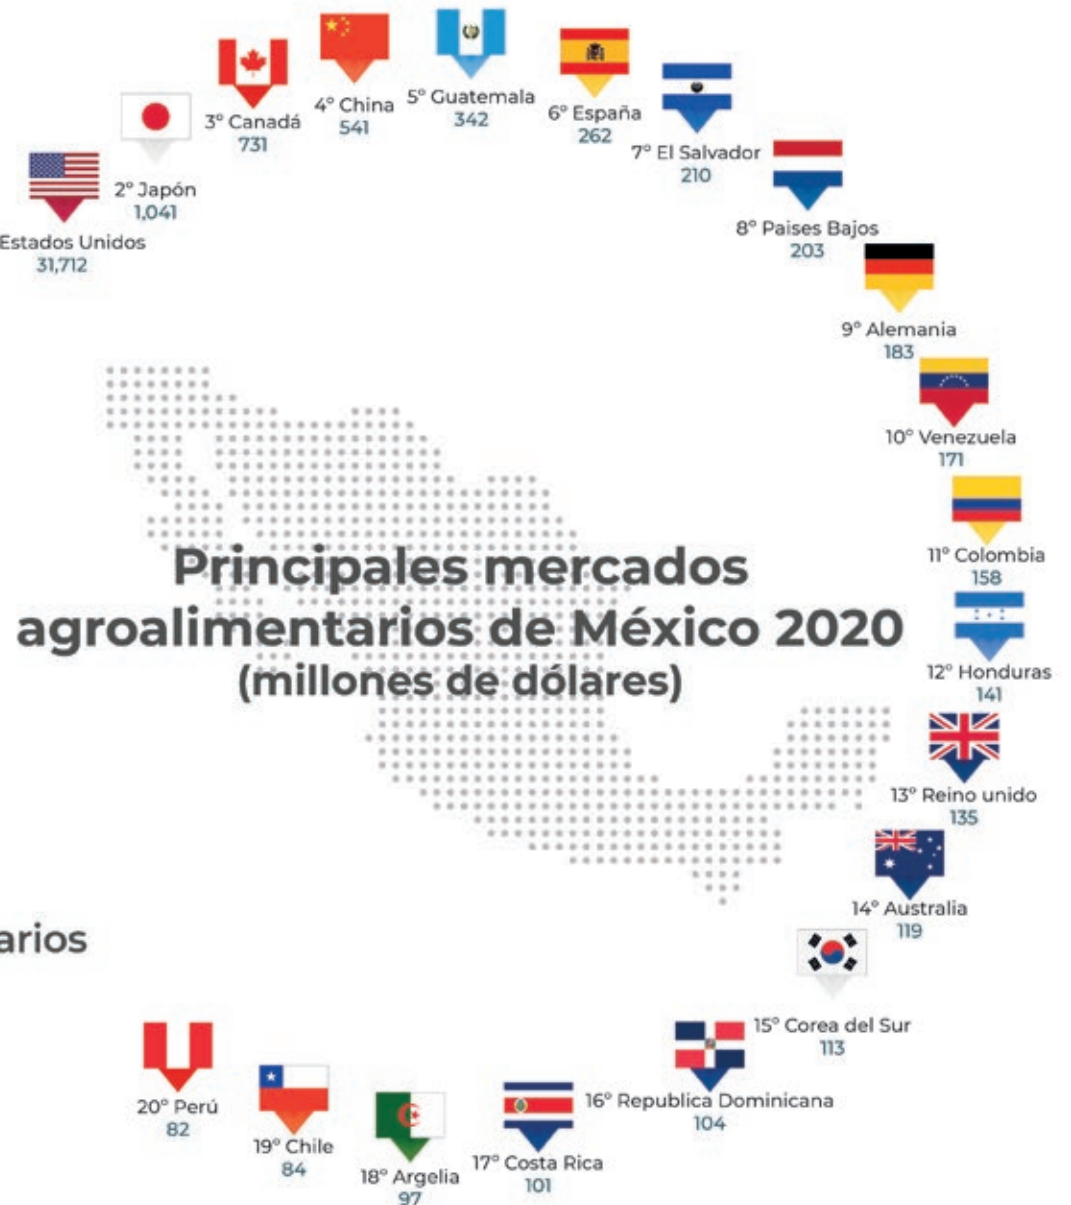 Estados Unidos
31,712
2° Japón
1,041
3° Canadá
731
4° China
541
5° Guatemala
342
6° España
262
7° El Salvador
210
8° Paises Bajos
203
9° Alemania
183
10° Venezuela
171
11° Colombia
158
12° Honduras
141
13° Reino unido
135
14° Australia
119
15° Corea del Sur
113
16° Republica Dominicana
104
17° Costa Rica
101
18° Argelia
97
19° Chile
84
20° Perú
82
Principales mercados
agroalimentarios de México 2020
(millones de dólares)
arios